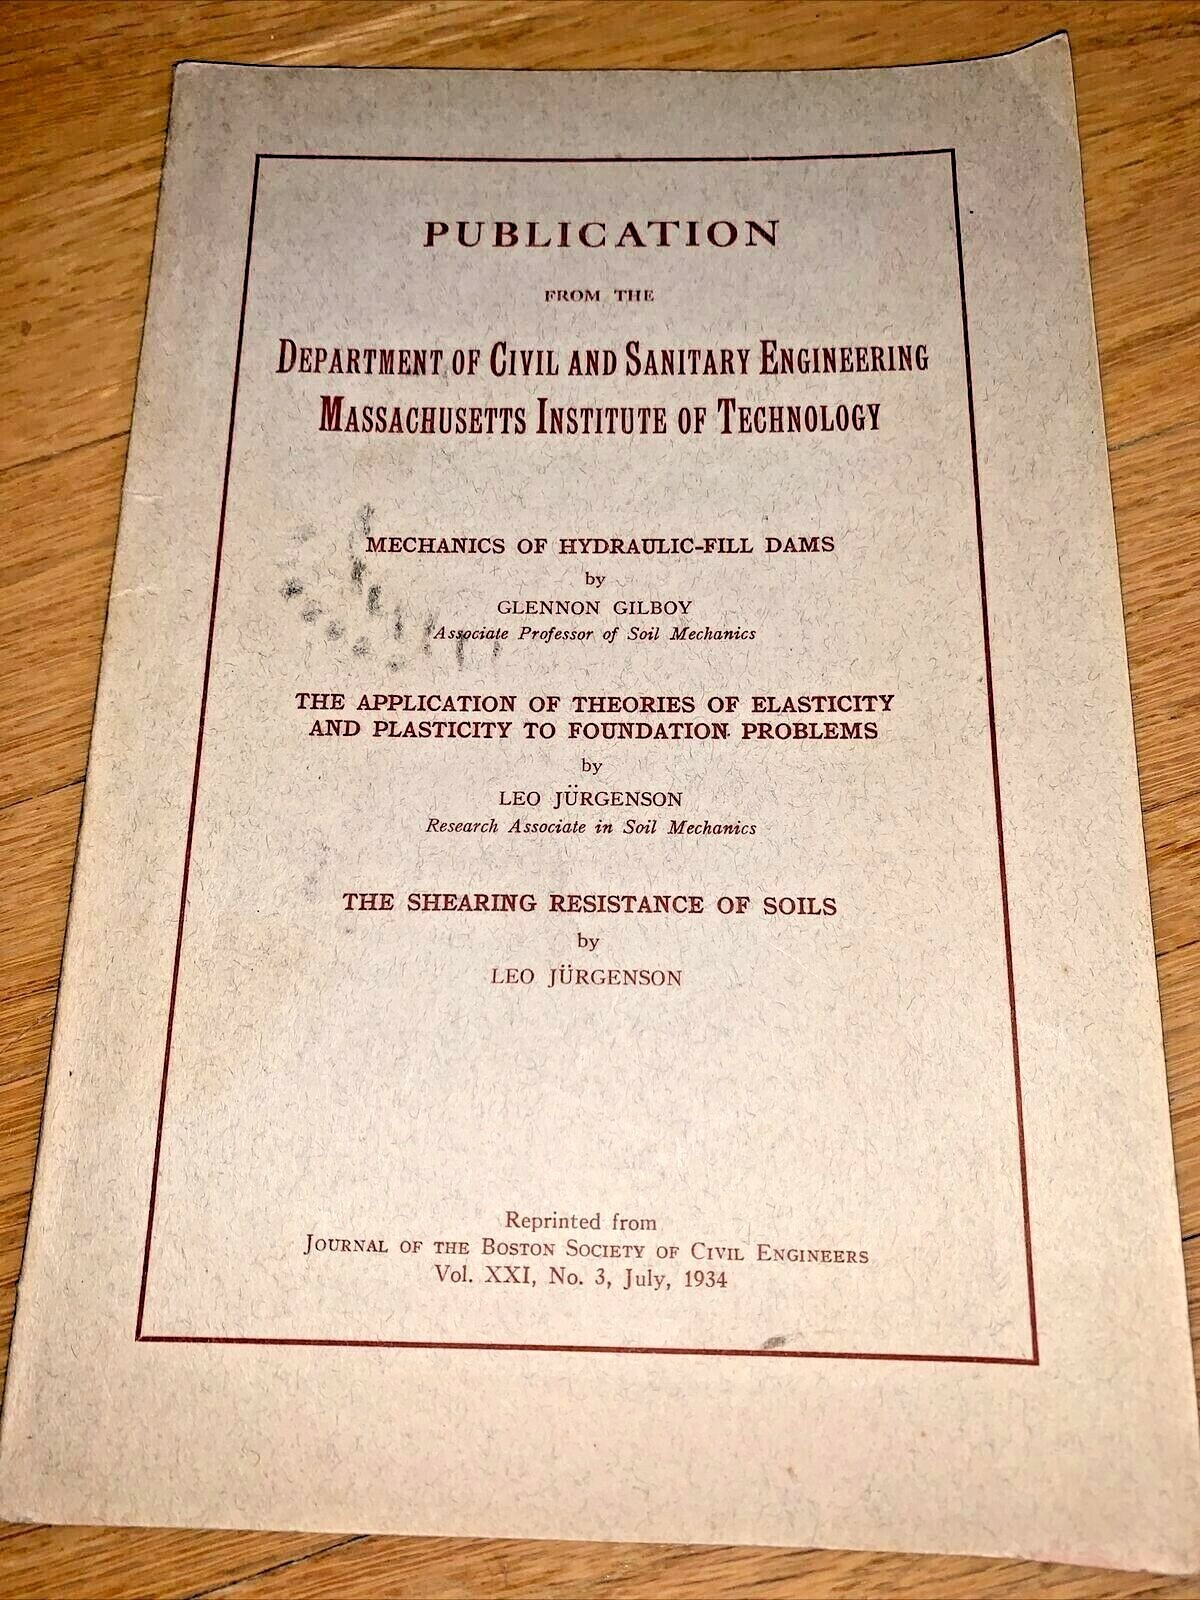 PUBLICATION
FROM THE
DEPARTMENT OF CIVIL AND SANITARY ENGINEERING
MASSACHUSETTS INSTITUTE OF TECHNOLOGY
MECHANICS OF HYDRAULIC-FILL DAMS
by
GLENNON GILBOY
Associate Professor of Soil Mechanics
THE APPLICATION OF THEORIES OF ELASTICITY
AND PLASTICITY TO FOUNDATION PROBLEMS
by
LEO JÜRGENSON
Research Associate in Soil Mechanics
THE SHEARING RESISTANCE OF SOILS
by
LEO JÜRGENSON
Reprinted from
JOURNAL OF THE BOSTON SOCIETY OF CIVIL ENGINEERS
Vol. XXI, No. 3, July, 1934